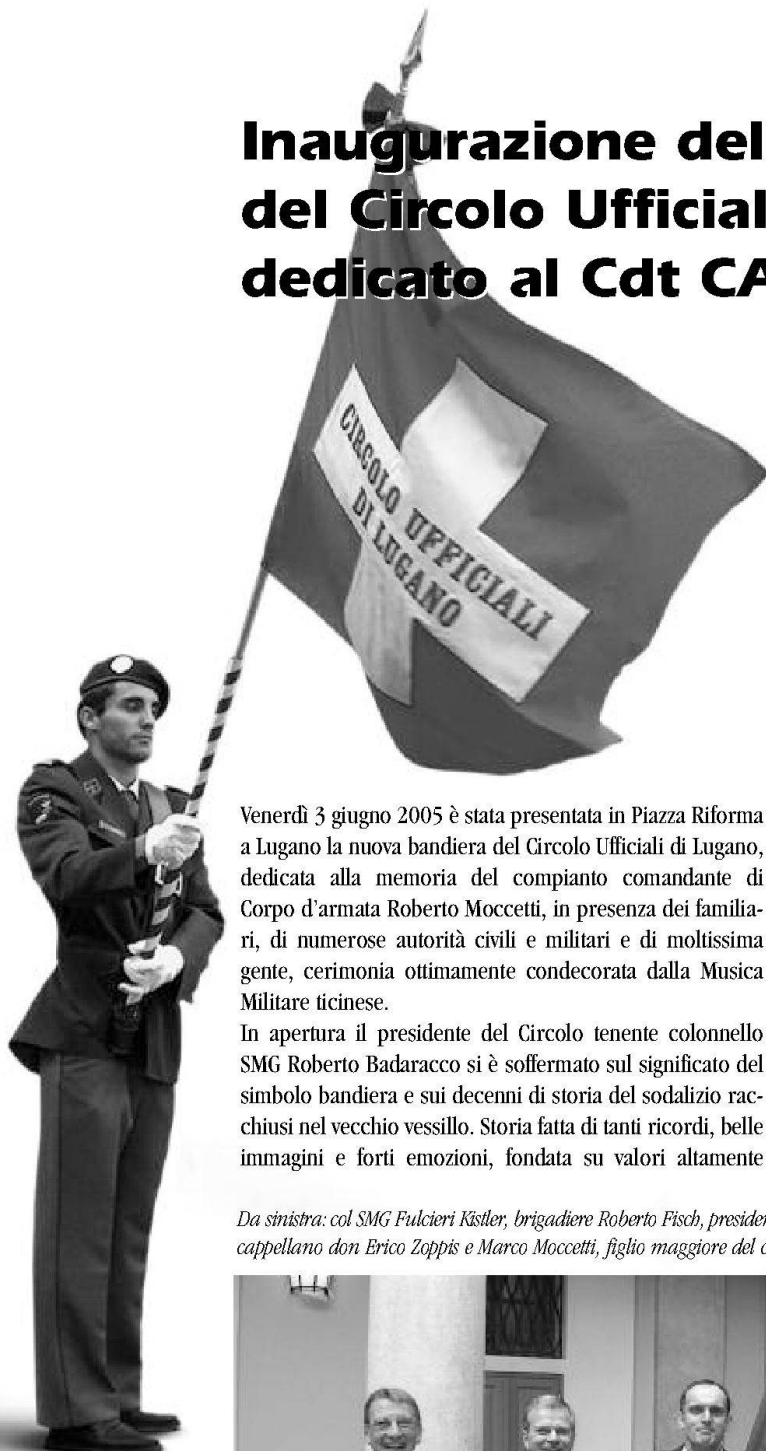 Inaugurazione del
del Circolo Ufficial
dedicato al Cdt CA
CIRCOLO UFFICIALI
DI LUGANO
Venerdì 3 giugno 2005 è stata presentata in Piazza Riforma
a Lugano la nuova bandiera del Circolo Ufficiali di Lugano,
dedicata alla memoria del compianto comandante di
Corpo d'armata Roberto Moccetti, in presenza dei familia-
ri, di numerose autorità civili e militari e di moltissima
gente, cerimonia ottimamente condecorata dalla Musica
Militare ticinese.
In apertura il presidente del Circolo tenente colonnello
SMG Roberto Badaracco si è soffermato sul significato del
simbolo bandiera e sui decenni di storia del sodalizio rac-
chiusi nel vecchio vessillo. Storia fatta di tanti ricordi, belle
immagini e forti emozioni, fondata su valori altamente
Da sinistra: col SMG Fulcieri Kistler, brigadiere Roberto Fisch, presiden
cappellano don Erico Zoppis e Marco Moccetti, figlio maggiore del c